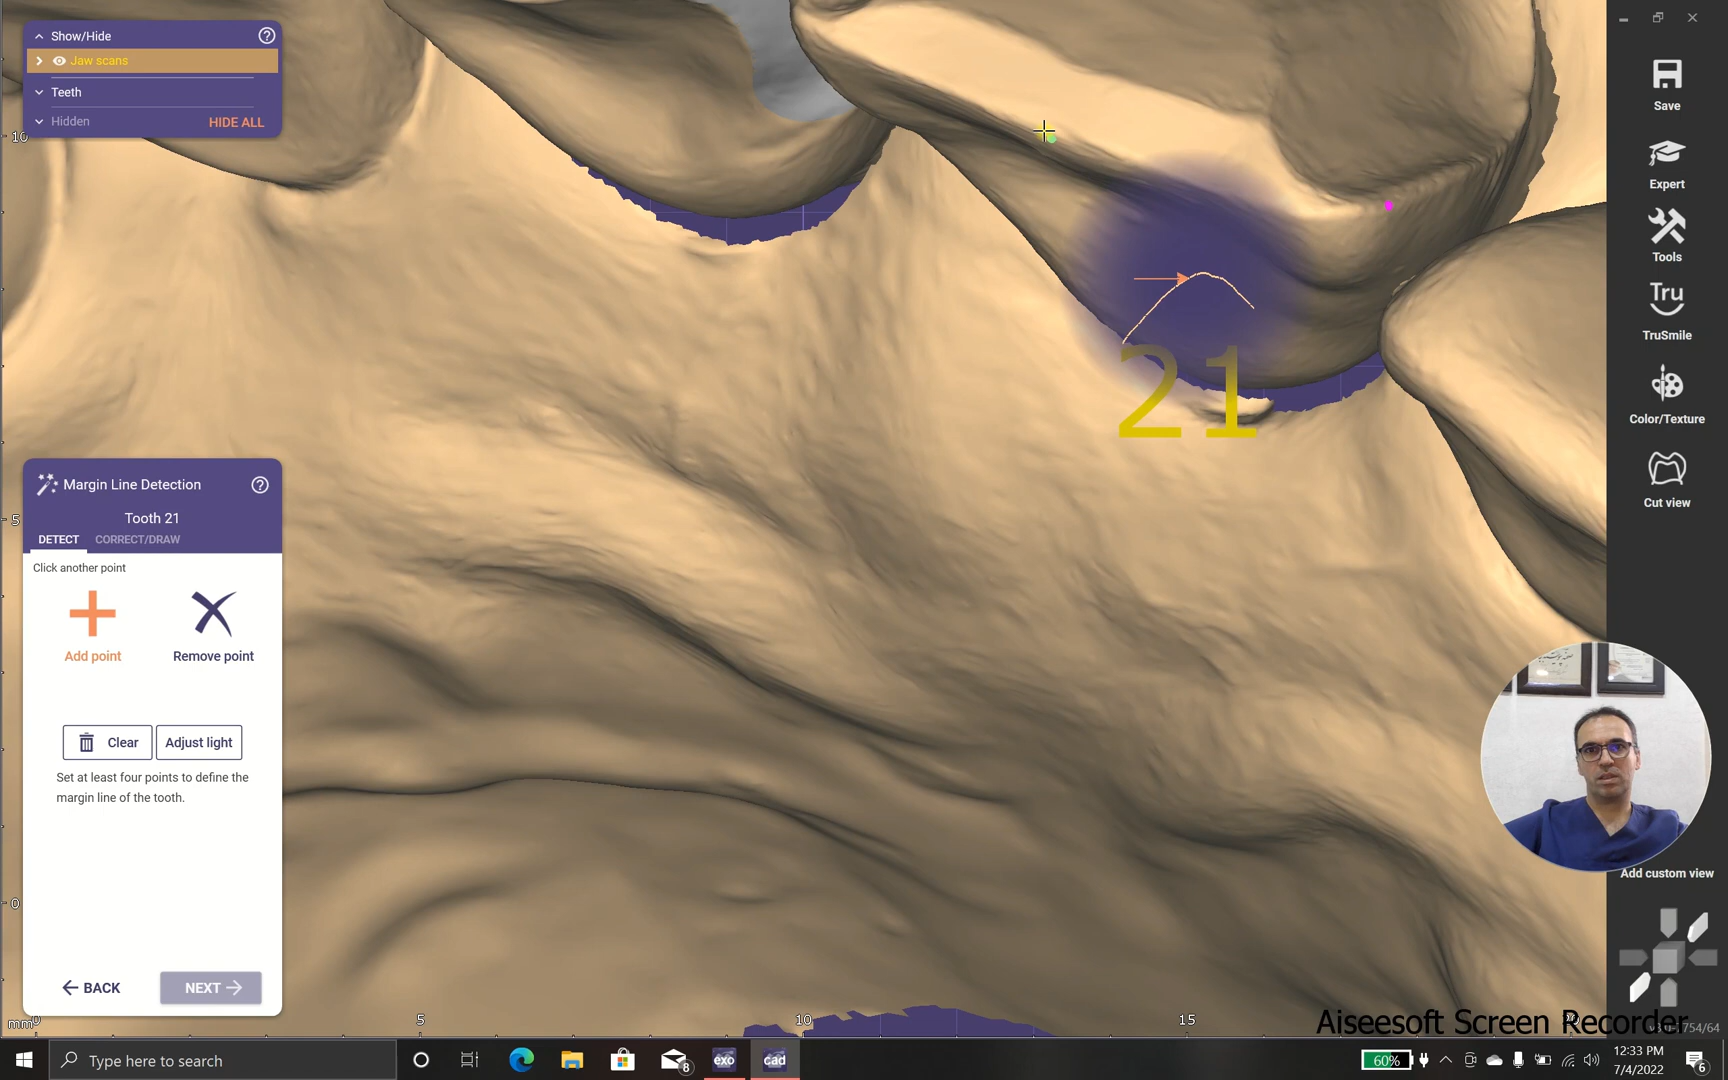 Show/Hide
Jaw scans
Teeth
Hidden
HIDE ALL
10
5
0
mm
0
5
10
15
20
21
Margin Line Detection
Tooth 21
DETECT
CORRECT/DRAW
Click another point
Add point
Remove point
Clear
Adjust light
Set at least four points to define the
margin line of the tooth.
BACK
NEXT
Save
Expert
Tools
Tru
TruSmile
Color/Texture
Cut view
Add custom view
Aiseesoft Screen Recorder
Type here to search
8
exo
cad
60%
12:33 PM
7/4/2022
6